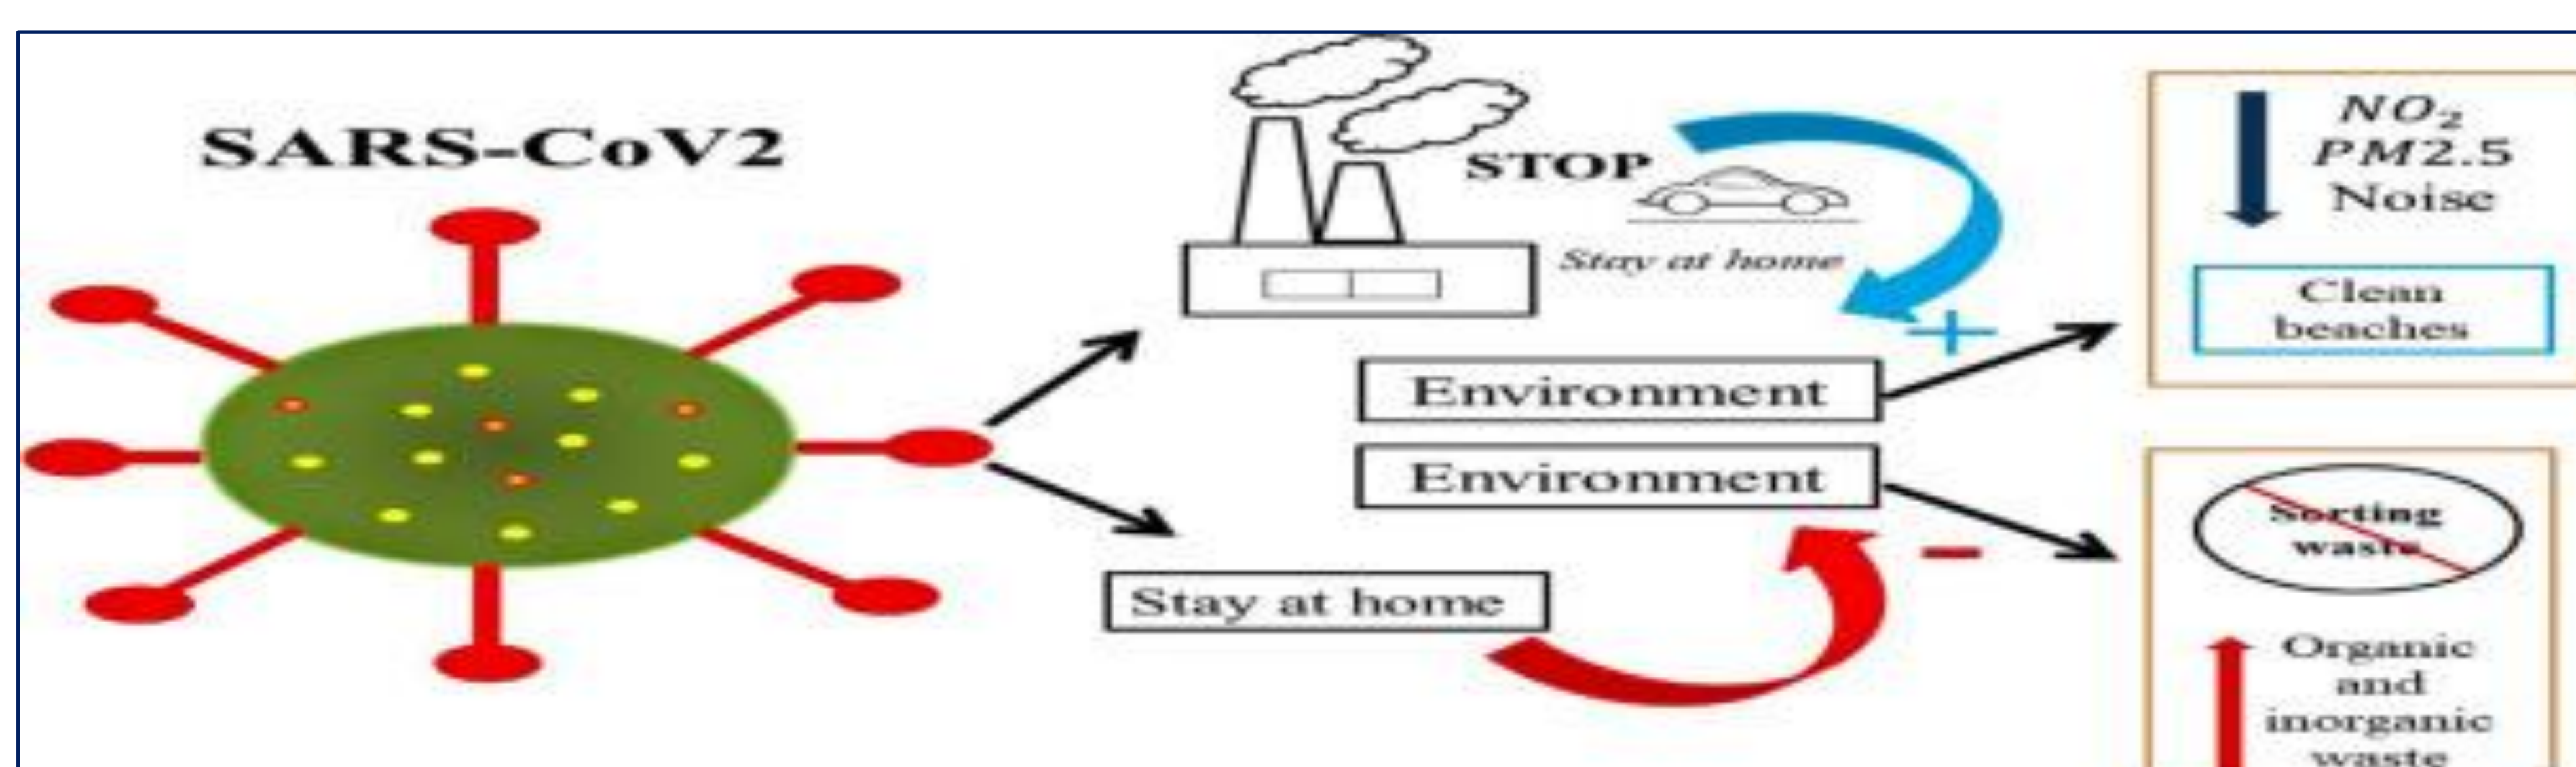 SARS-CoV2
STOP
Stay at home
Environment
Environment
Stay at home
NO₂
PM2.5
Noise
Clean
beaches
Sorting
waste
Organic
and
inorganic
waste